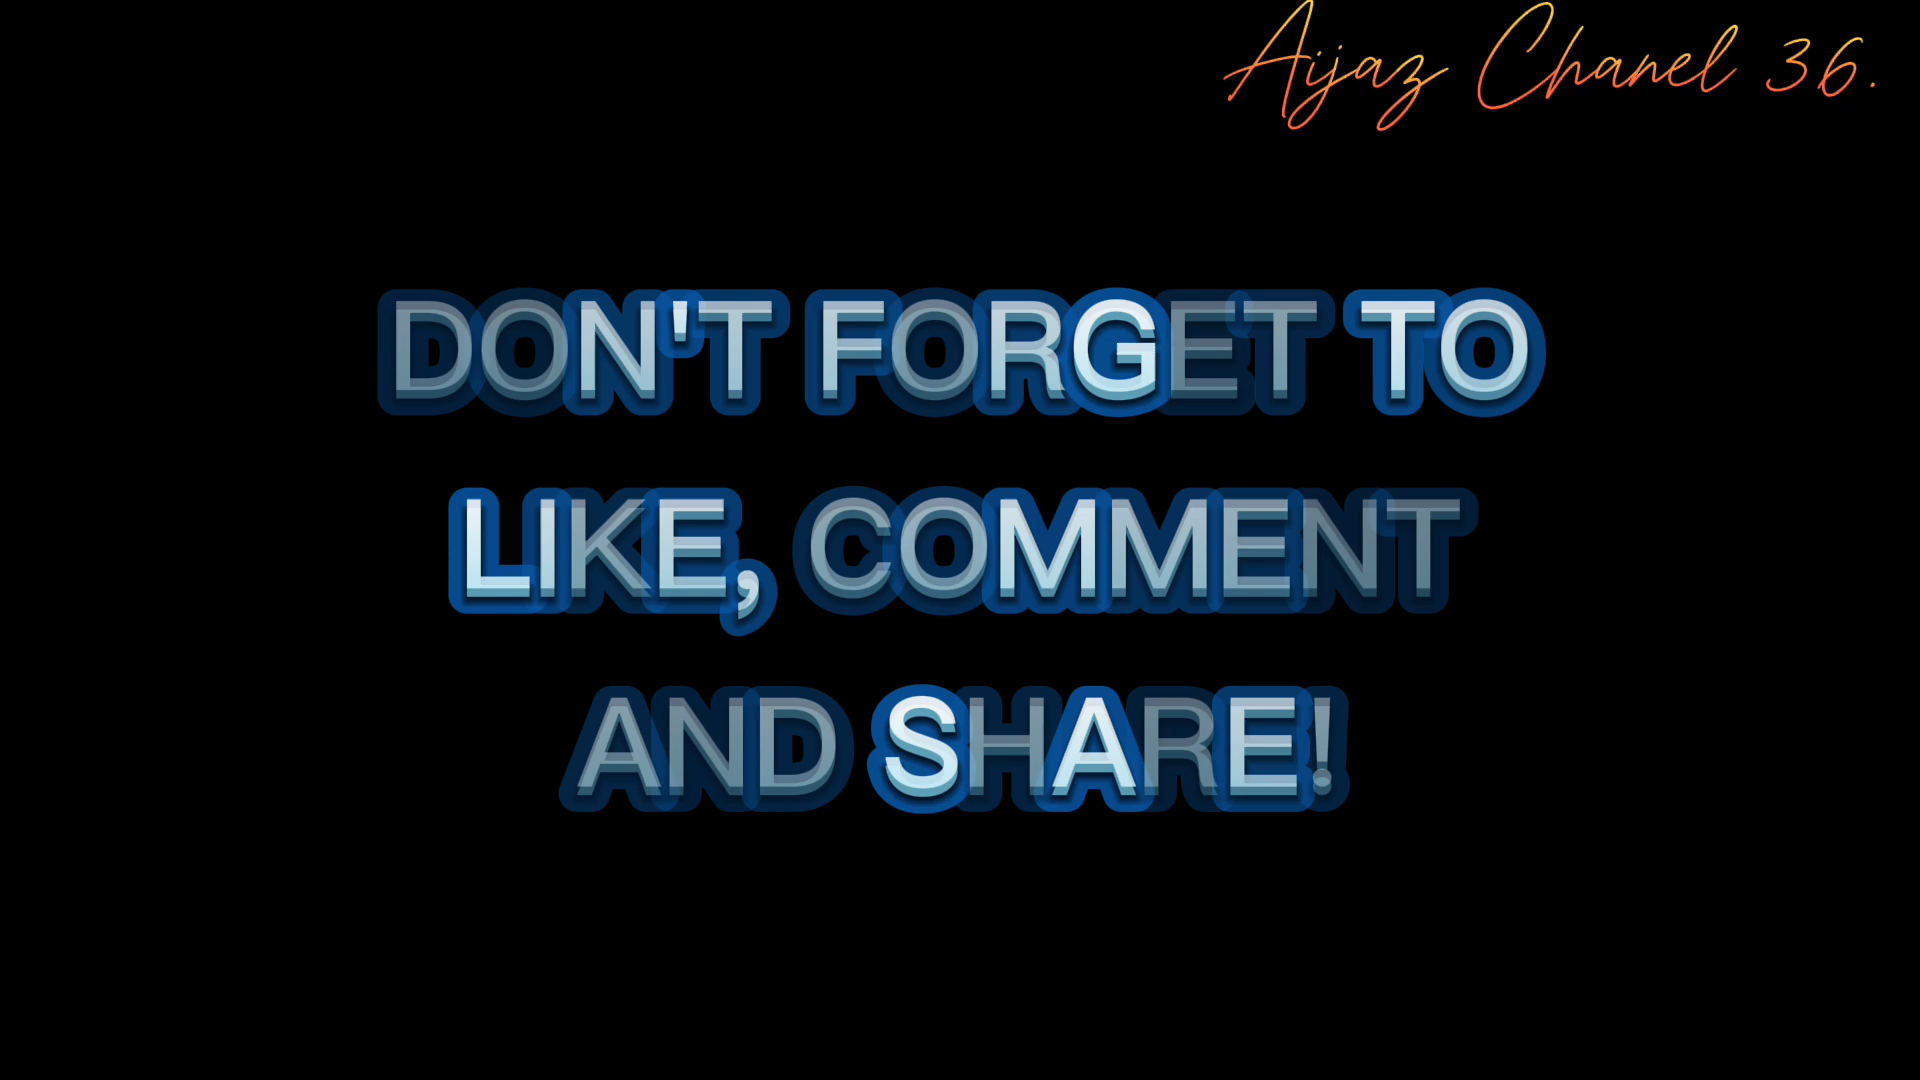 Aijaz Chanel 36.
DON'T FORGET TO
LIKE, COMMENT
AND SHARE!